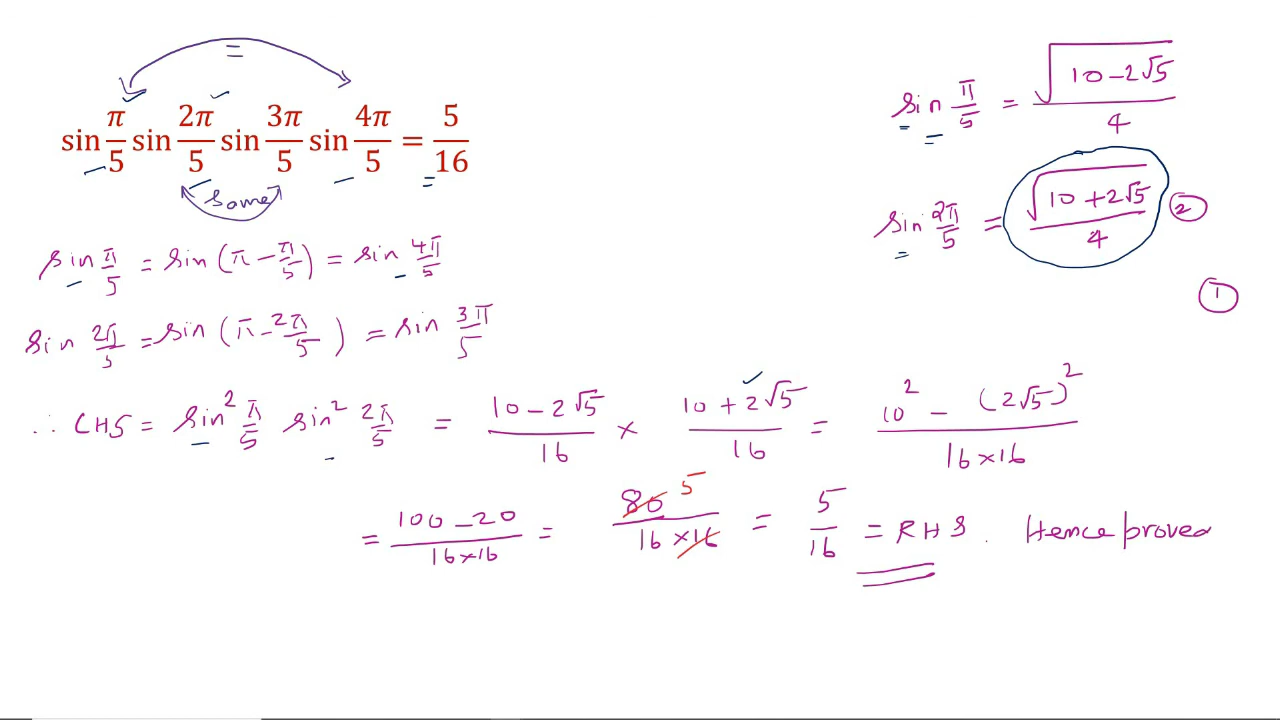 =
sin π/5 sin 2π/5 sin 3π/5 sin 4π/5 = 5/16
same
sin π/5 = sin (π − π/5) = sin 4π/5
sin 2π/5 = sin (π − 2π/5) = sin 3π/5
sin π/5 = √(10 − 2√5)/4
sin 2π/5 = √(10 + 2√5)/4 ②
①
∴ LHS = sin² π/5 sin² 2π/5 = (10 − 2√5)/16 × (10 + 2√5)/16 = (10² − (2√5)²)/(16×16)
= (100 − 20)/(16×16) = 80/(16×16) 5 = 5/16 = RHS. Hence proved